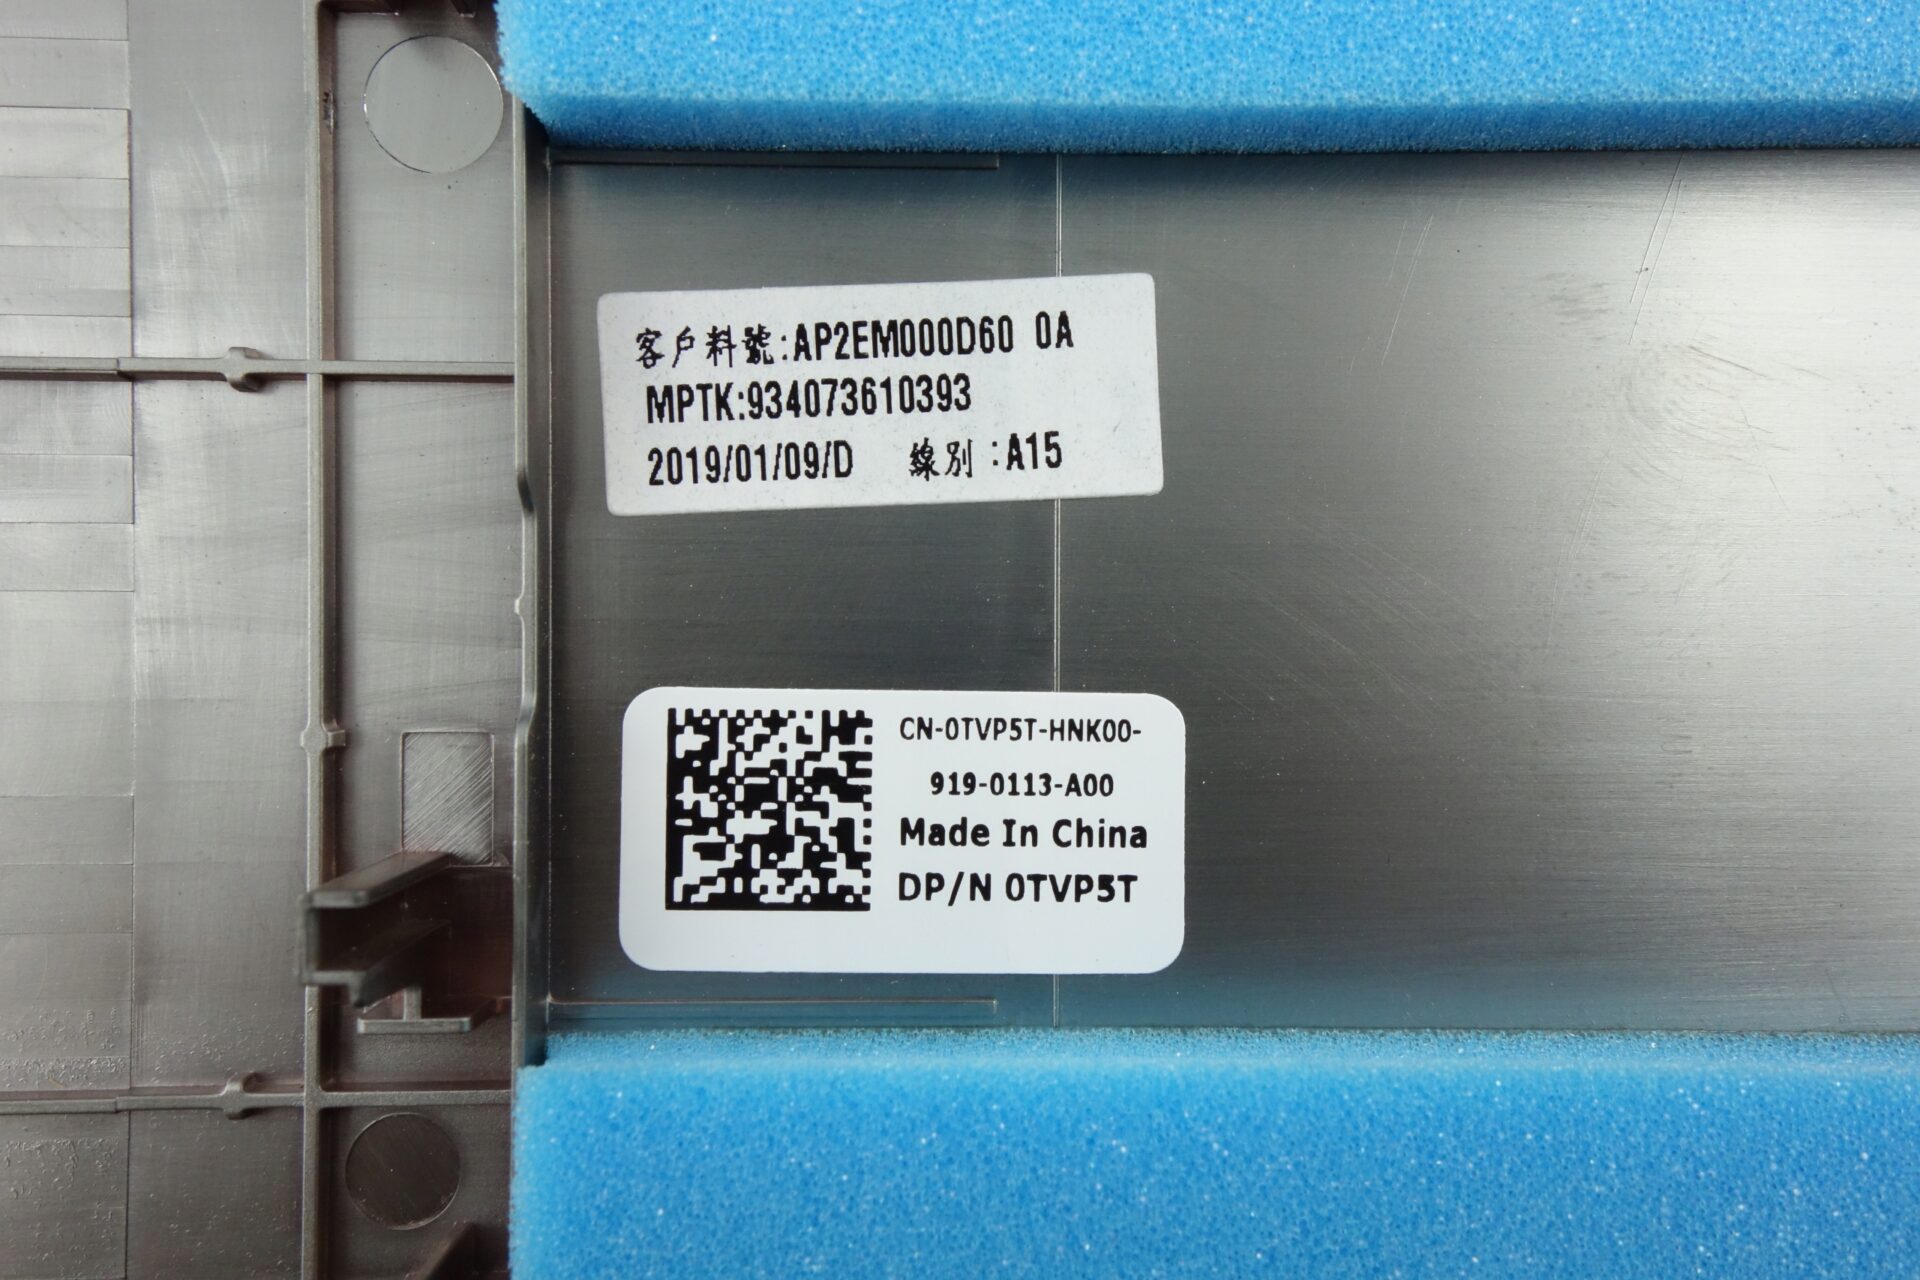 客戶料號:AP2EM000D60 0A
MPTK:934073610393
2019/01/09/D 線別:A15
CN-0TVP5T-HNK00-
919-0113-A00
Made In China
DP/N 0TVP5T